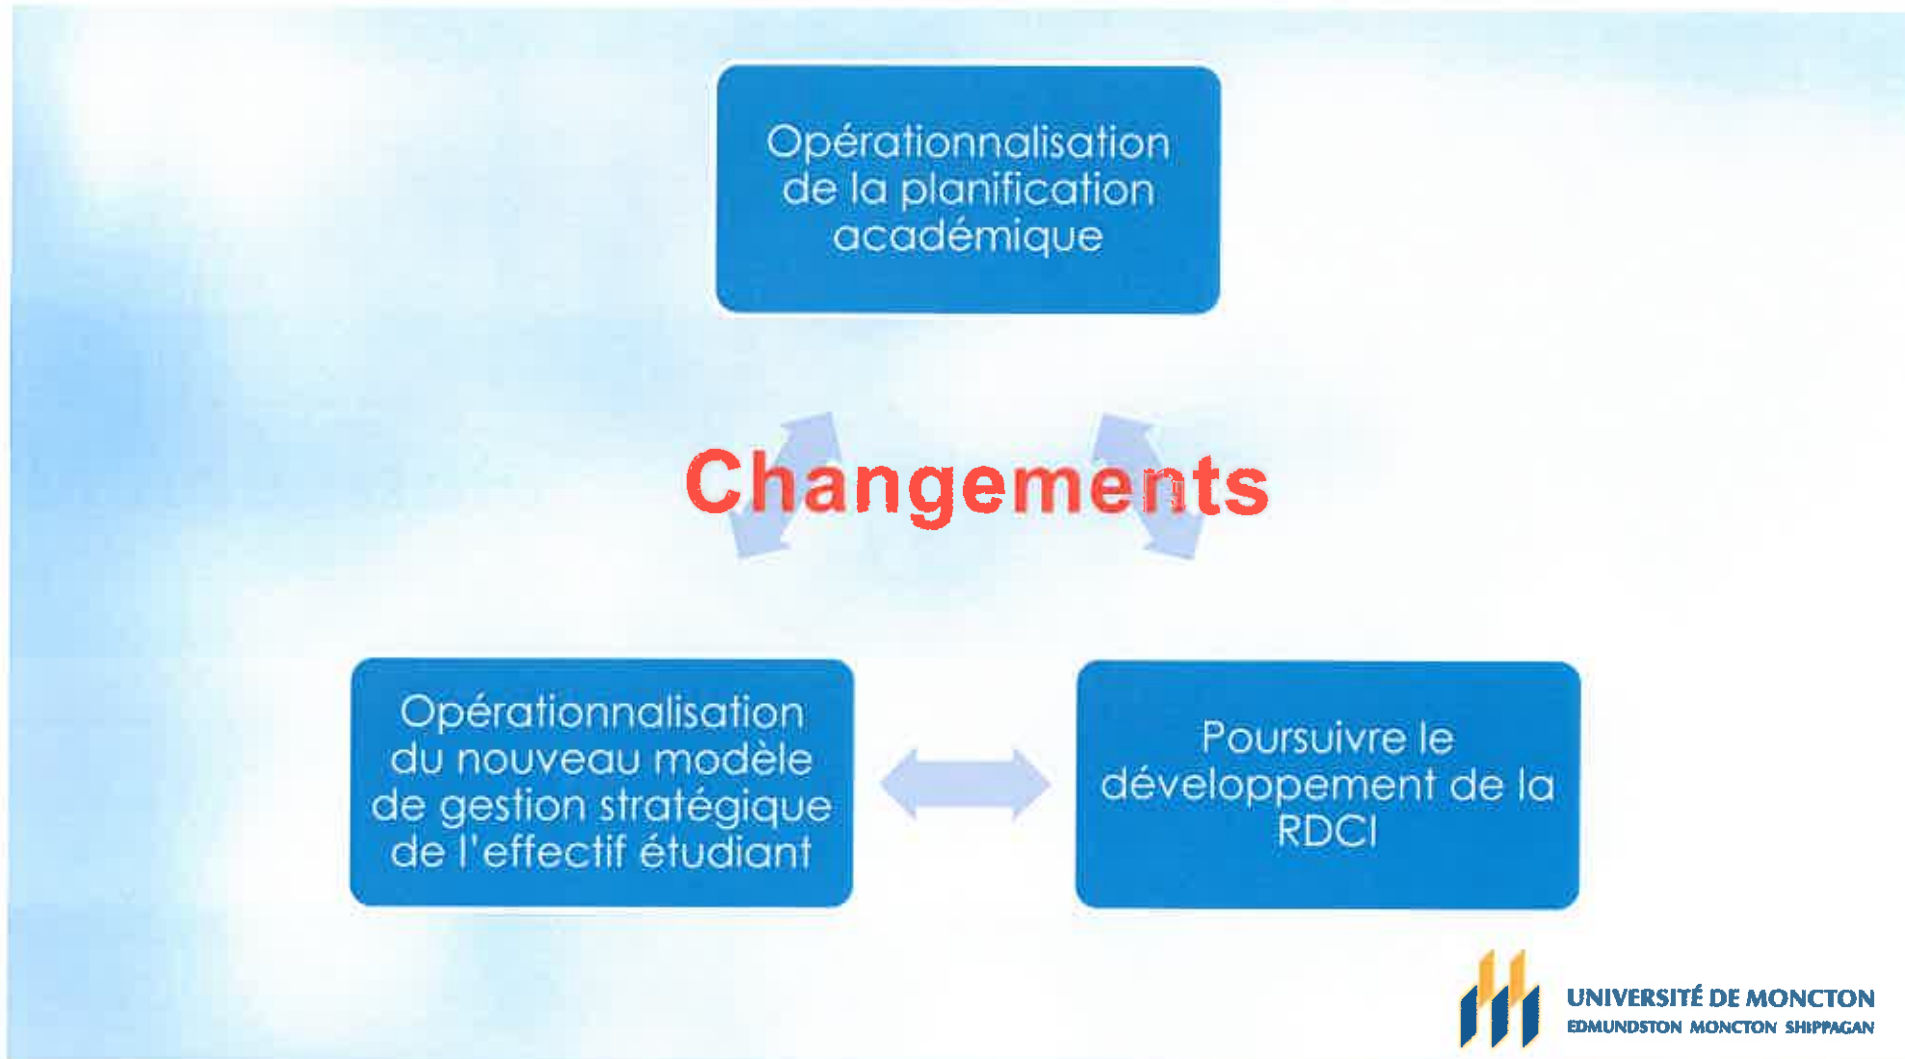 Opérationnalisation
de la planification
académique
Changements
Opérationnalisation
du nouveau modèle
de gestion stratégique
de l'effectif étudiant
Poursuivre le
développement de la
RDCI
UNIVERSITÉ DE MONCTON
EDMUNDSTON MONCTON SHIPPAGAN